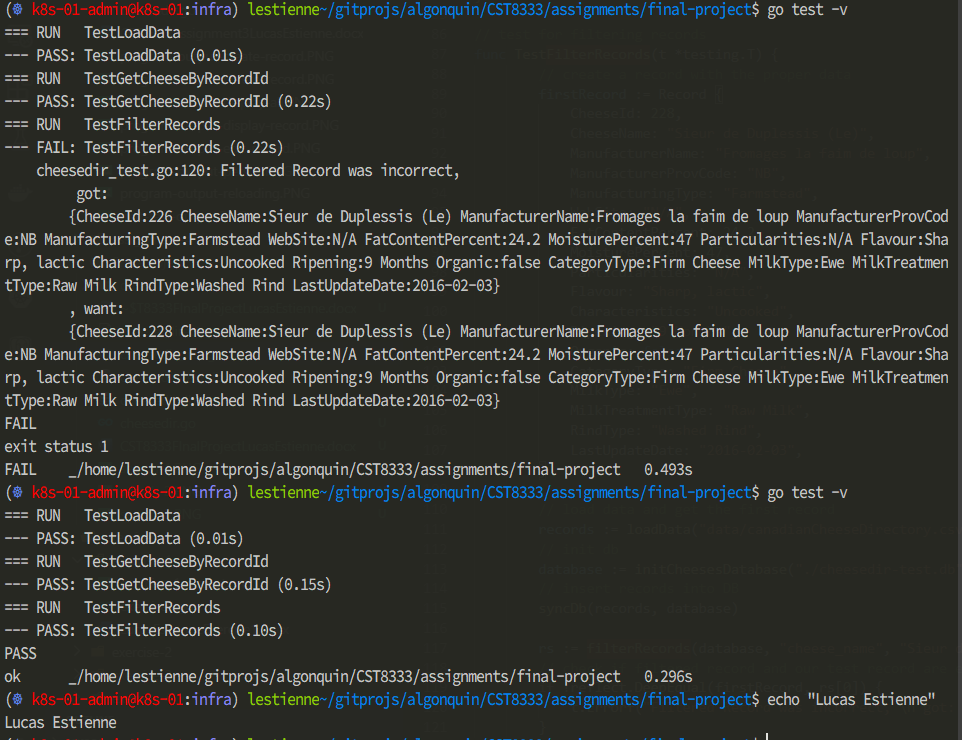 (☸ k8s-01-admin@k8s-01:infra) lestienne~/gitprojs/algonquin/CST8333/assignments/final-project$ go test -v
=== RUN   TestLoadData
--- PASS: TestLoadData (0.01s)
=== RUN   TestGetCheeseByRecordId
--- PASS: TestGetCheeseByRecordId (0.22s)
=== RUN   TestFilterRecords
--- FAIL: TestFilterRecords (0.22s)
    cheesedir_test.go:120: Filtered Record was incorrect,
         got:
        {CheeseId:226 CheeseName:Sieur de Duplessis (Le) ManufacturerName:Fromages la faim de loup ManufacturerProvCod
e:NB ManufacturingType:Farmstead WebSite:N/A FatContentPercent:24.2 MoisturePercent:47 Particularities:N/A Flavour:Sha
rp, lactic Characteristics:Uncooked Ripening:9 Months Organic:false CategoryType:Firm Cheese MilkType:Ewe MilkTreatmen
tType:Raw Milk RindType:Washed Rind LastUpdateDate:2016-02-03}
        , want:
        {CheeseId:228 CheeseName:Sieur de Duplessis (Le) ManufacturerName:Fromages la faim de loup ManufacturerProvCod
e:NB ManufacturingType:Farmstead WebSite:N/A FatContentPercent:24.2 MoisturePercent:47 Particularities:N/A Flavour:Sha
rp, lactic Characteristics:Uncooked Ripening:9 Months Organic:false CategoryType:Firm Cheese MilkType:Ewe MilkTreatmen
tType:Raw Milk RindType:Washed Rind LastUpdateDate:2016-02-03}
FAIL
exit status 1
FAIL    _/home/lestienne/gitprojs/algonquin/CST8333/assignments/final-project   0.493s
(☸ k8s-01-admin@k8s-01:infra) lestienne~/gitprojs/algonquin/CST8333/assignments/final-project$ go test -v
=== RUN   TestLoadData
--- PASS: TestLoadData (0.01s)
=== RUN   TestGetCheeseByRecordId
--- PASS: TestGetCheeseByRecordId (0.15s)
=== RUN   TestFilterRecords
--- PASS: TestFilterRecords (0.10s)
PASS
ok      _/home/lestienne/gitprojs/algonquin/CST8333/assignments/final-project   0.296s
(☸ k8s-01-admin@k8s-01:infra) lestienne~/gitprojs/algonquin/CST8333/assignments/final-project$ echo "Lucas Estienne"
Lucas Estienne